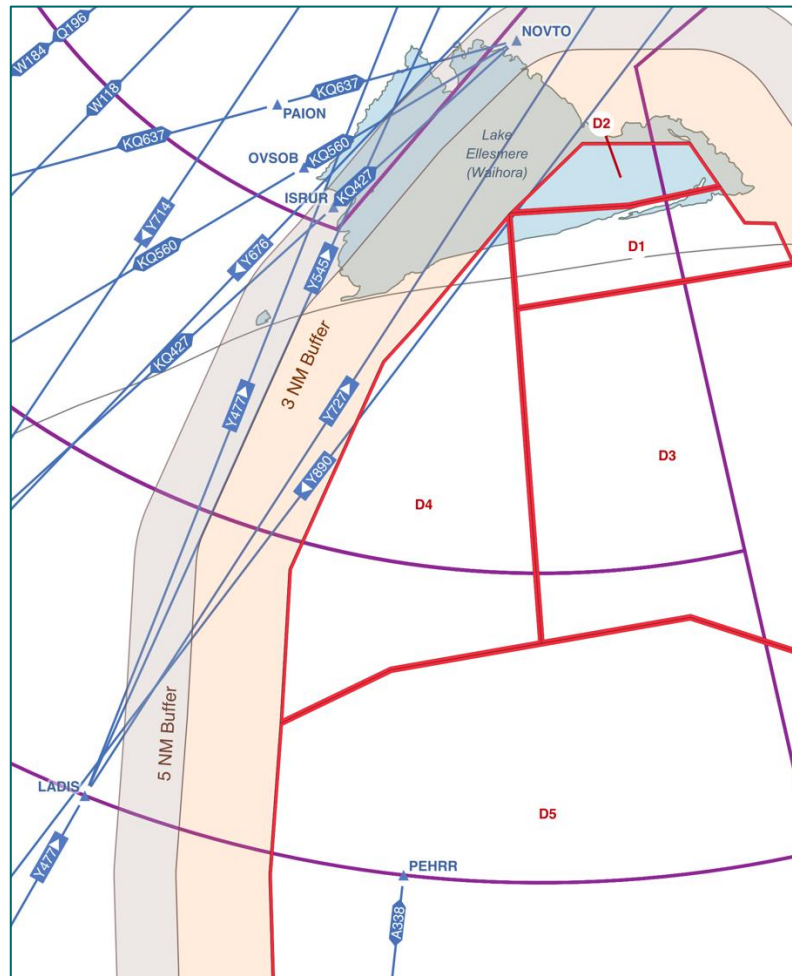 Q196
W184
W118
NOVTO
KQ637
PAION
KQ637
D2
Lake
Ellesmere
(Waihora)
OVSOB
KQ560
KQ427
ISRUR
Y714
Y676
Y545
KQ560
D1
KQ427
3 NM Buffer
Y477
Y727
Y890
D3
D4
5 NM Buffer
LADIS
D5
Y477
PEHRR
A338